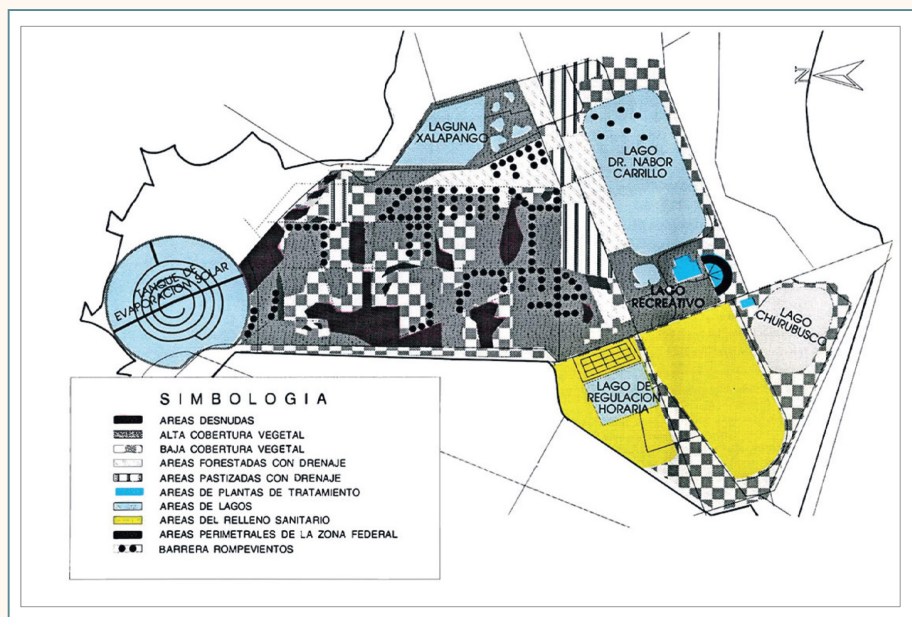 LAGUNA
XALAPANGO
LAGO
DR. NABOR
CARRILLO
N
TANQUE DE
EVAPORACION SOLAR
LAGO
RECREATIVO
LAGO
CHURUBUSCO
LAGO DE
REGULACION
HORARIA
SIMBOLOGIA
AREAS DESNUDAS
ALTA COBERTURA VEGETAL
BAJA COBERTURA VEGETAL
AREAS FORESTADAS CON DRENAJE
AREAS PASTIZADAS CON DRENAJE
AREAS DE PLANTAS DE TRATAMIENTO
AREAS DE LAGOS
AREAS DEL RELLENO SANITARIO
AREAS PERIMETRALES DE LA ZONA FEDERAL
BARRERA ROMPEVIENTOS